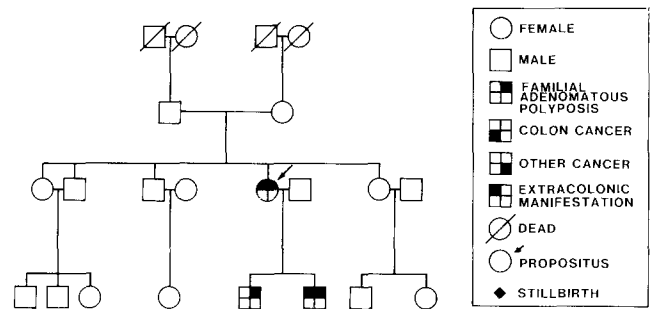 FEMALE
MALE
FAMILIAL
ADENOMATOUS
POLYPOSIS
COLON CANCER
OTHER CANCER
EXTRACOLONIC
MANIFESTATION
DEAD
PROPOSITUS
STILLBIRTH